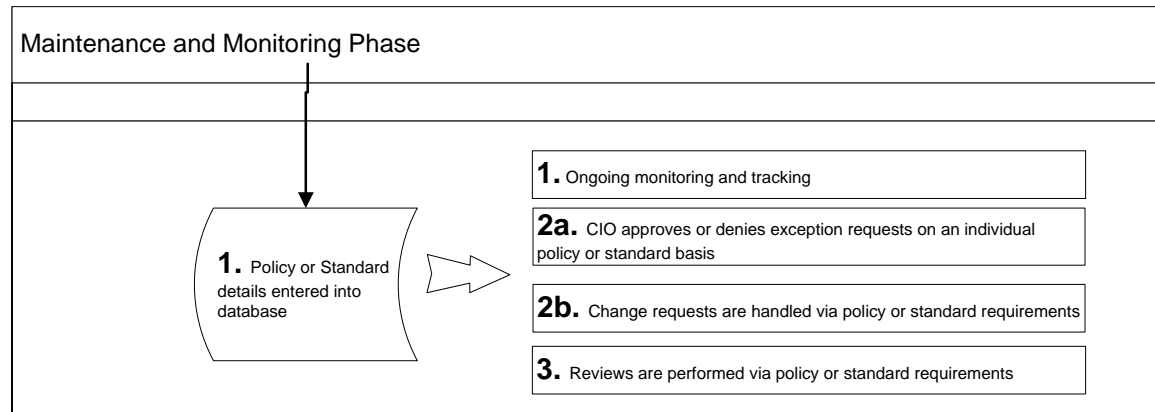 Maintenance and Monitoring Phase
1. Policy or Standard
details entered into
database
1. Ongoing monitoring and tracking
2a. CIO approves or denies exception requests on an individual
policy or standard basis
2b. Change requests are handled via policy or standard requirements
3. Reviews are performed via policy or standard requirements